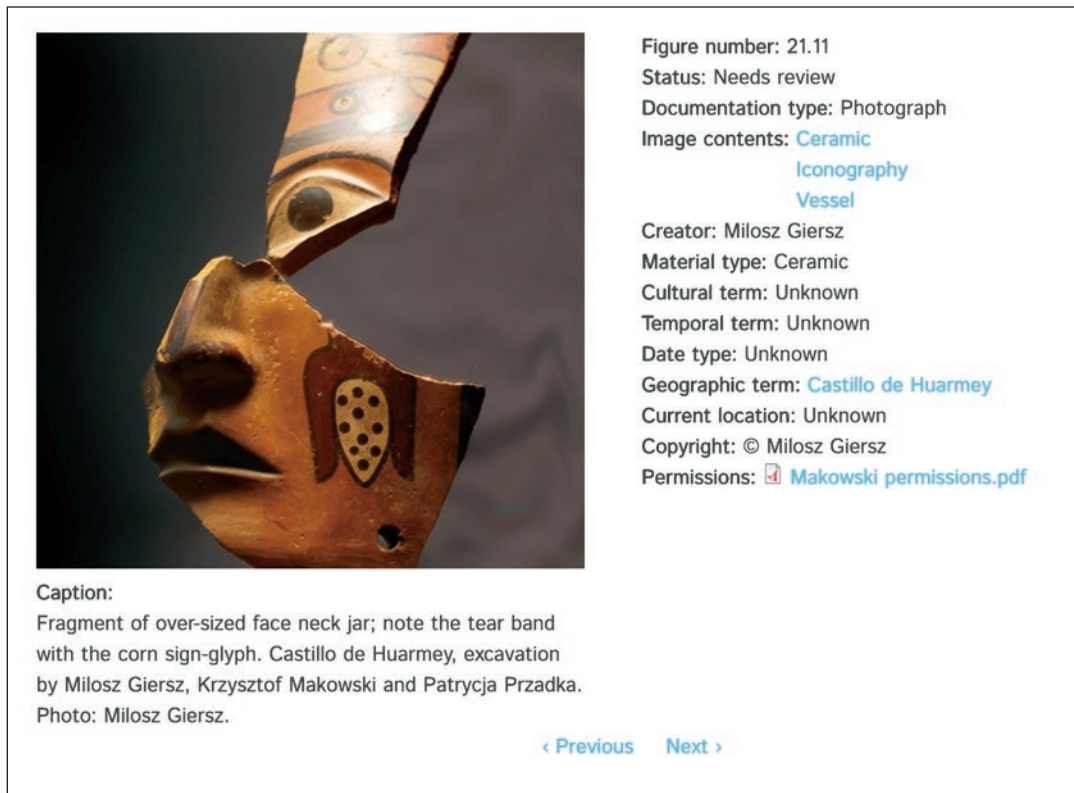 Figure number: 21.11
Status: Needs review
Documentation type: Photograph
Image contents: Ceramic
Iconography
Vessel
Creator: Milosz Giersz
Material type: Ceramic
Cultural term: Unknown
Temporal term: Unknown
Date type: Unknown
Geographic term: Castillo de Huarmey
Current location: Unknown
Copyright: © Milosz Giersz
Permissions: Makowski permissions.pdf
Caption:
Fragment of over-sized face neck jar; note the tear band
with the corn sign-glyph. Castillo de Huarmey, excavation
by Milosz Giersz, Krzysztof Makowski and Patrycja Przadka.
Photo: Milosz Giersz.
‹ Previous Next ›